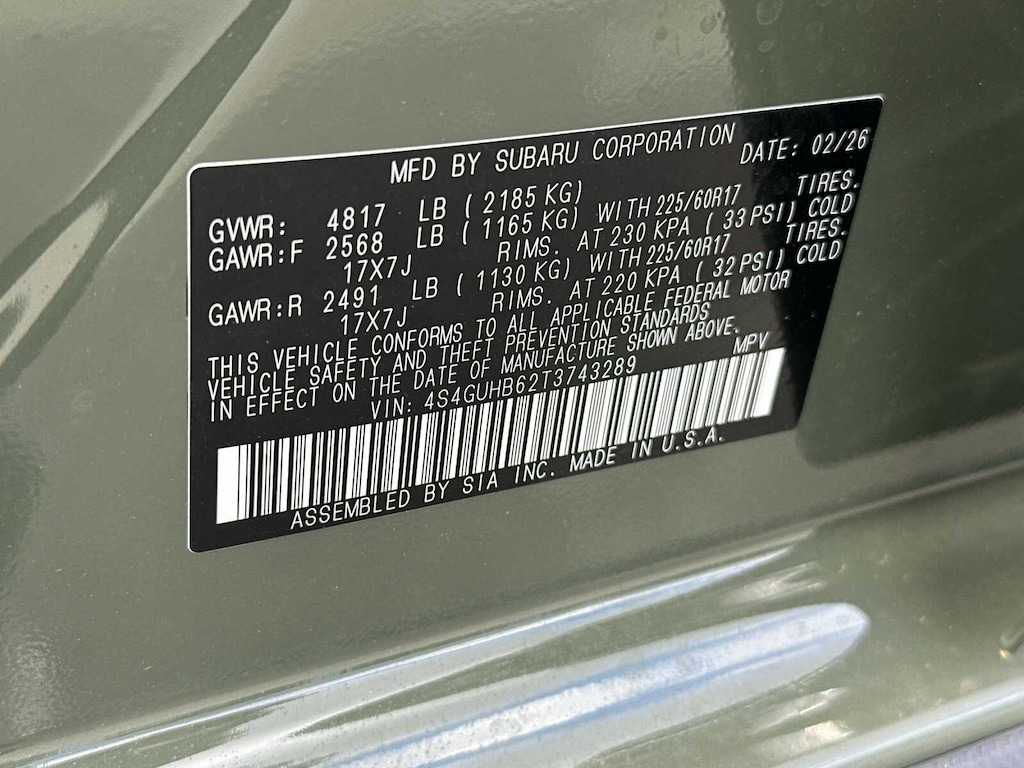 MFD BY SUBARU CORPORATION DATE: 02/26
GVWR: 4817 LB ( 2185 KG)
GAWR:F 2568 LB ( 1165 KG) WITH 225/60R17 TIRES.
17X7J RIMS. AT 230 KPA ( 33 PSI) COLD
GAWR:R 2491 LB ( 1130 KG) WITH 225/60R17 TIRES.
17X7J RIMS. AT 220 KPA ( 32 PSI) COLD
THIS VEHICLE CONFORMS TO ALL APPLICABLE FEDERAL MOTOR
VEHICLE SAFETY AND THEFT PREVENTION STANDARDS
IN EFFECT ON THE DATE OF MANUFACTURE SHOWN ABOVE.
VIN: 4S4GUHB62T3743289 MPV
ASSEMBLED BY SIA INC. MADE IN U.S.A.